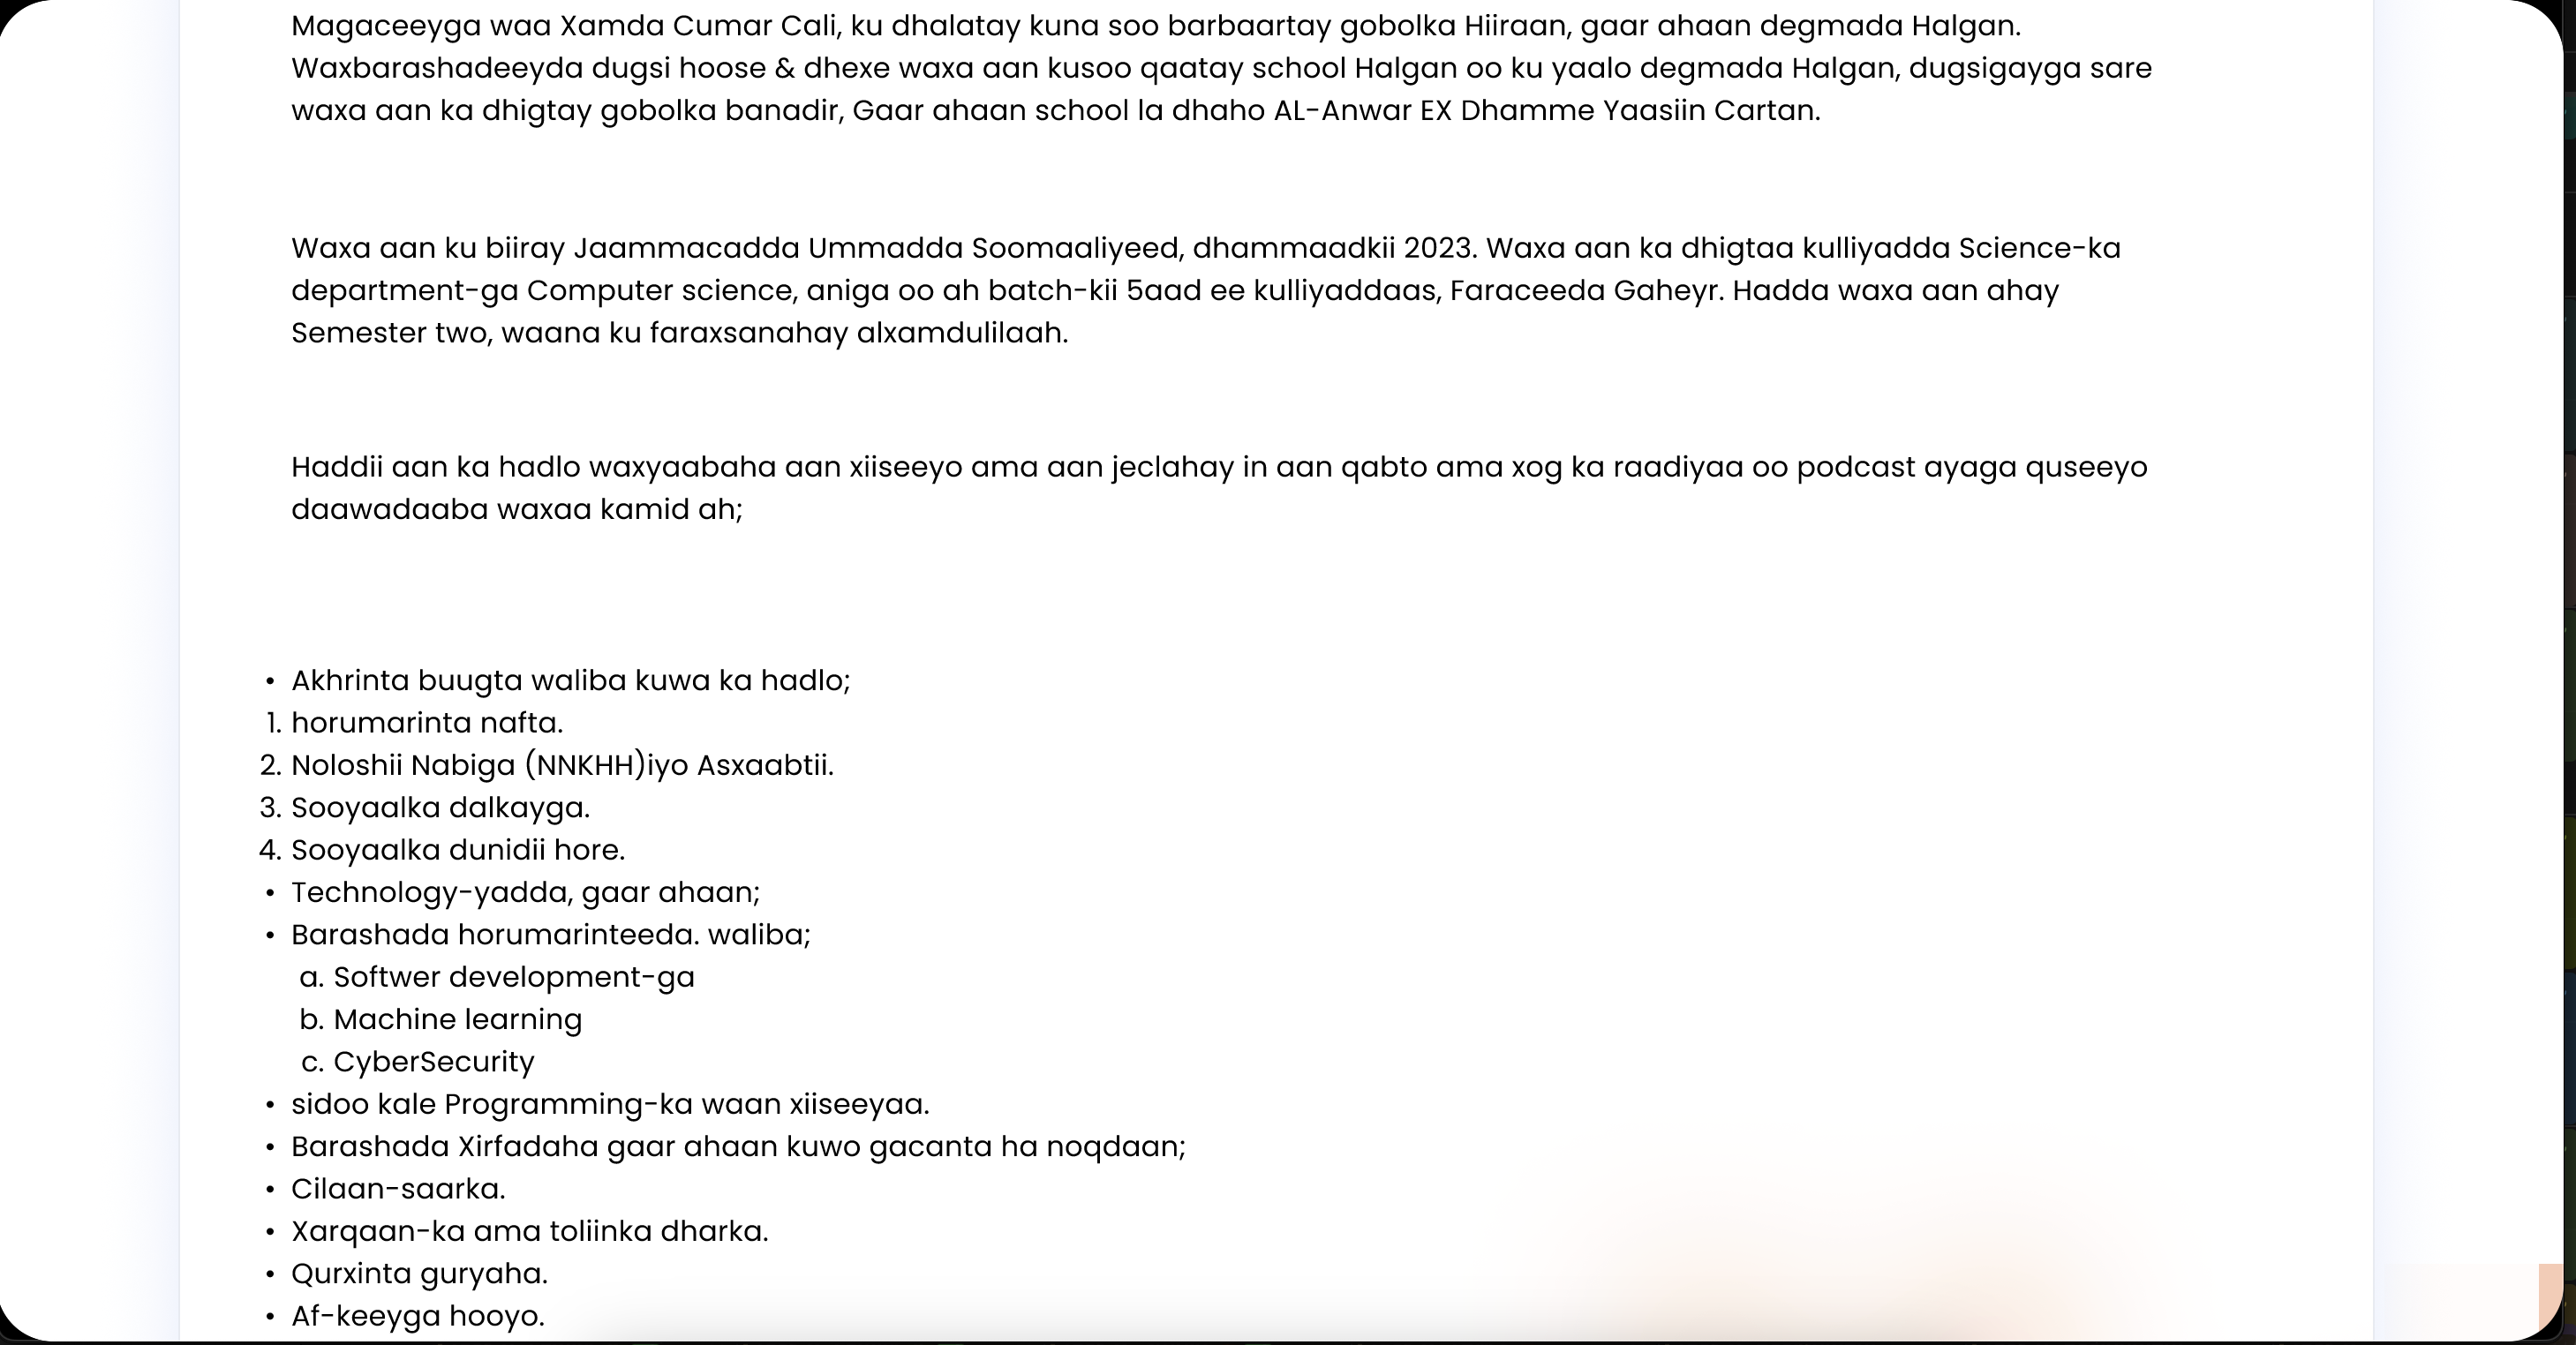 Magaceeyga waa Xamda Cumar Cali, ku dhalatay kuna soo barbaartay gobolka Hiiraan, gaar ahaan degmada Halgan.
Waxbarashadeeyda dugsi hoose & dhexe waxa aan kusoo qaatay school Halgan oo ku yaalo degmada Halgan, dugsigayga sare
waxa aan ka dhigtay gobolka banadir, Gaar ahaan school la dhaho AL-Anwar EX Dhamme Yaasiin Cartan.
Waxa aan ku biiray Jaammacadda Ummadda Soomaaliyeed, dhammaadkii 2023. Waxa aan ka dhigtaa kulliyadda Science-ka
department-ga Computer science, aniga oo ah batch-kii 5aad ee kulliyaddaas, Faraceeda Gaheyr. Hadda waxa aan ahay
Semester two, waana ku faraxsanahay alxamdulilaah.
Haddii aan ka hadlo waxyaabaha aan xiiseeyo ama aan jeclahay in aan qabto ama xog ka raadiyaa oo podcast ayaga quseeyo
daawadaaba waxaa kamid ah;
• Akhrinta buugta waliba kuwa ka hadlo;
1. horumarinta nafta.
2. Noloshii Nabiga (NNKHH)iyo Asxaabtii.
3. Sooyaalka dalkayga.
4. Sooyaalka dunidii hore.
• Technology-yadda, gaar ahaan;
• Barashada horumarinteeda. waliba;
a. Softwer development-ga
b. Machine learning
c. CyberSecurity
• sidoo kale Programming-ka waan xiiseeyaa.
• Barashada Xirfadaha gaar ahaan kuwo gacanta ha noqdaan;
• Cilaan-saarka.
• Xarqaan-ka ama toliinka dharka.
• Qurxinta guryaha.
• Af-keeyga hooyo.